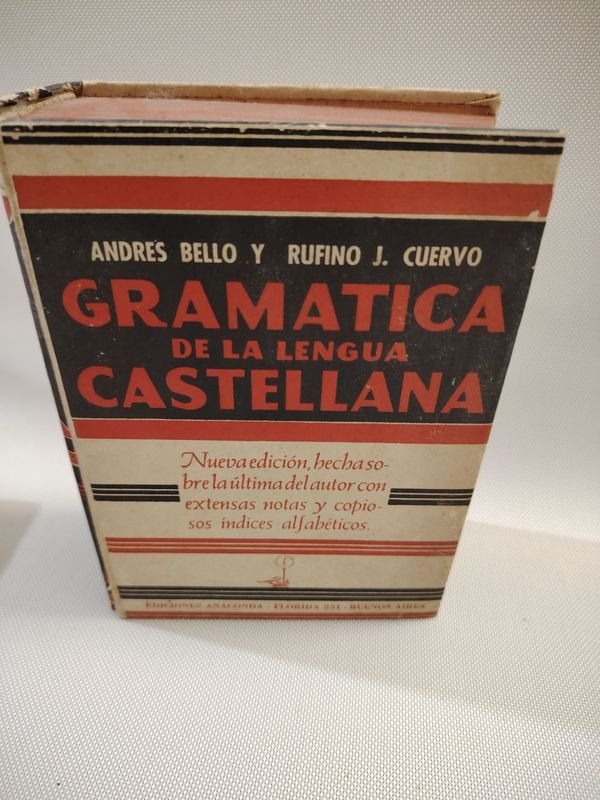 ANDRES BELLO Y RUFINO J. CUERVO
GRAMATICA
DE LA LENGUA
CASTELLANA
Nueva edición, hecha so-
bre la última del autor con
extensas notas y copio-
sos índices alfabéticos.
EDICIONES ANACONDA - FLORIDA 251 - BUENOS AIRES